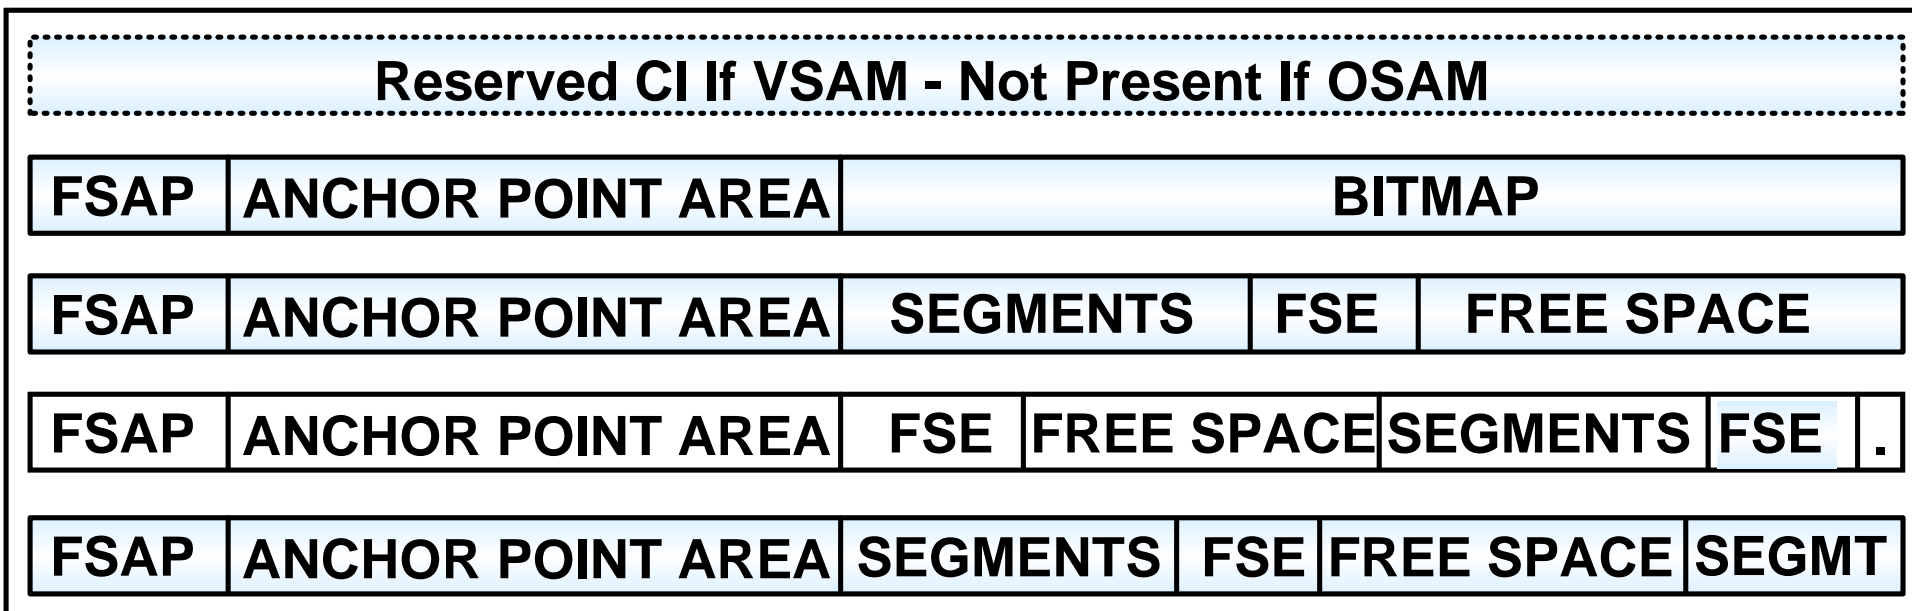 Reserved CI If VSAM - Not Present If OSAM
FSAP ANCHOR POINT AREA BITMAP
FSAP ANCHOR POINT AREA SEGMENTS FSE FREE SPACE
FSAP ANCHOR POINT AREA FSE FREE SPACE SEGMENTS FSE .
FSAP ANCHOR POINT AREA SEGMENTS FSE FREE SPACE SEGMT